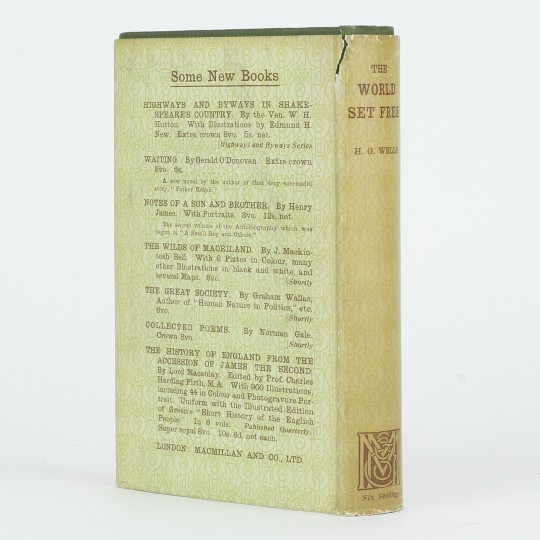 Some New Books
HIGHWAYS AND BYWAYS IN SHAKE-
SPEARE'S COUNTRY. By the Ven. W. H.
Hutton. With Illustrations by Edmund H.
New. Extra crown 8vo. 5s. net.
Highways and Byways Series
WAITING. By Gerald O'Donovan. Extra crown
8vo. 6s.
A new novel by the author of that very successful
story, "Father Ralph."
NOTES OF A SON AND BROTHER. By Henry
James. With Portraits. 8vo. 12s. net.
The second volume of the Autobiography which was
begun in "A Small Boy and Others."
THE WILDS OF MAORILAND. By J. Mackin-
tosh Bell. With 8 Plates in Colour, many
other Illustrations in black and white, and
several Maps. 8vo.
Shortly
THE GREAT SOCIETY. By Graham Wallas,
Author of "Human Nature in Politics," etc.
8vo.
Shortly
COLLECTED POEMS. By Norman Gale.
Crown 8vo.
Shortly
THE HISTORY OF ENGLAND FROM THE
ACCESSION OF JAMES THE SECOND.
By Lord Macaulay. Edited by Prof. Charles
Harding Firth, M.A. With 900 Illustrations,
including 44 in Colour and Photogravure Por-
trait. Uniform with the Illustrated Edition
of Green's "Short History of the English
People." In 6 vols. Published Quarterly.
Super royal 8vo. 10s. 6d. net each.
LONDON: MACMILLAN AND CO., LTD.
THE
WORLD
SET FREE
H. G. WELLS
Six Shillings